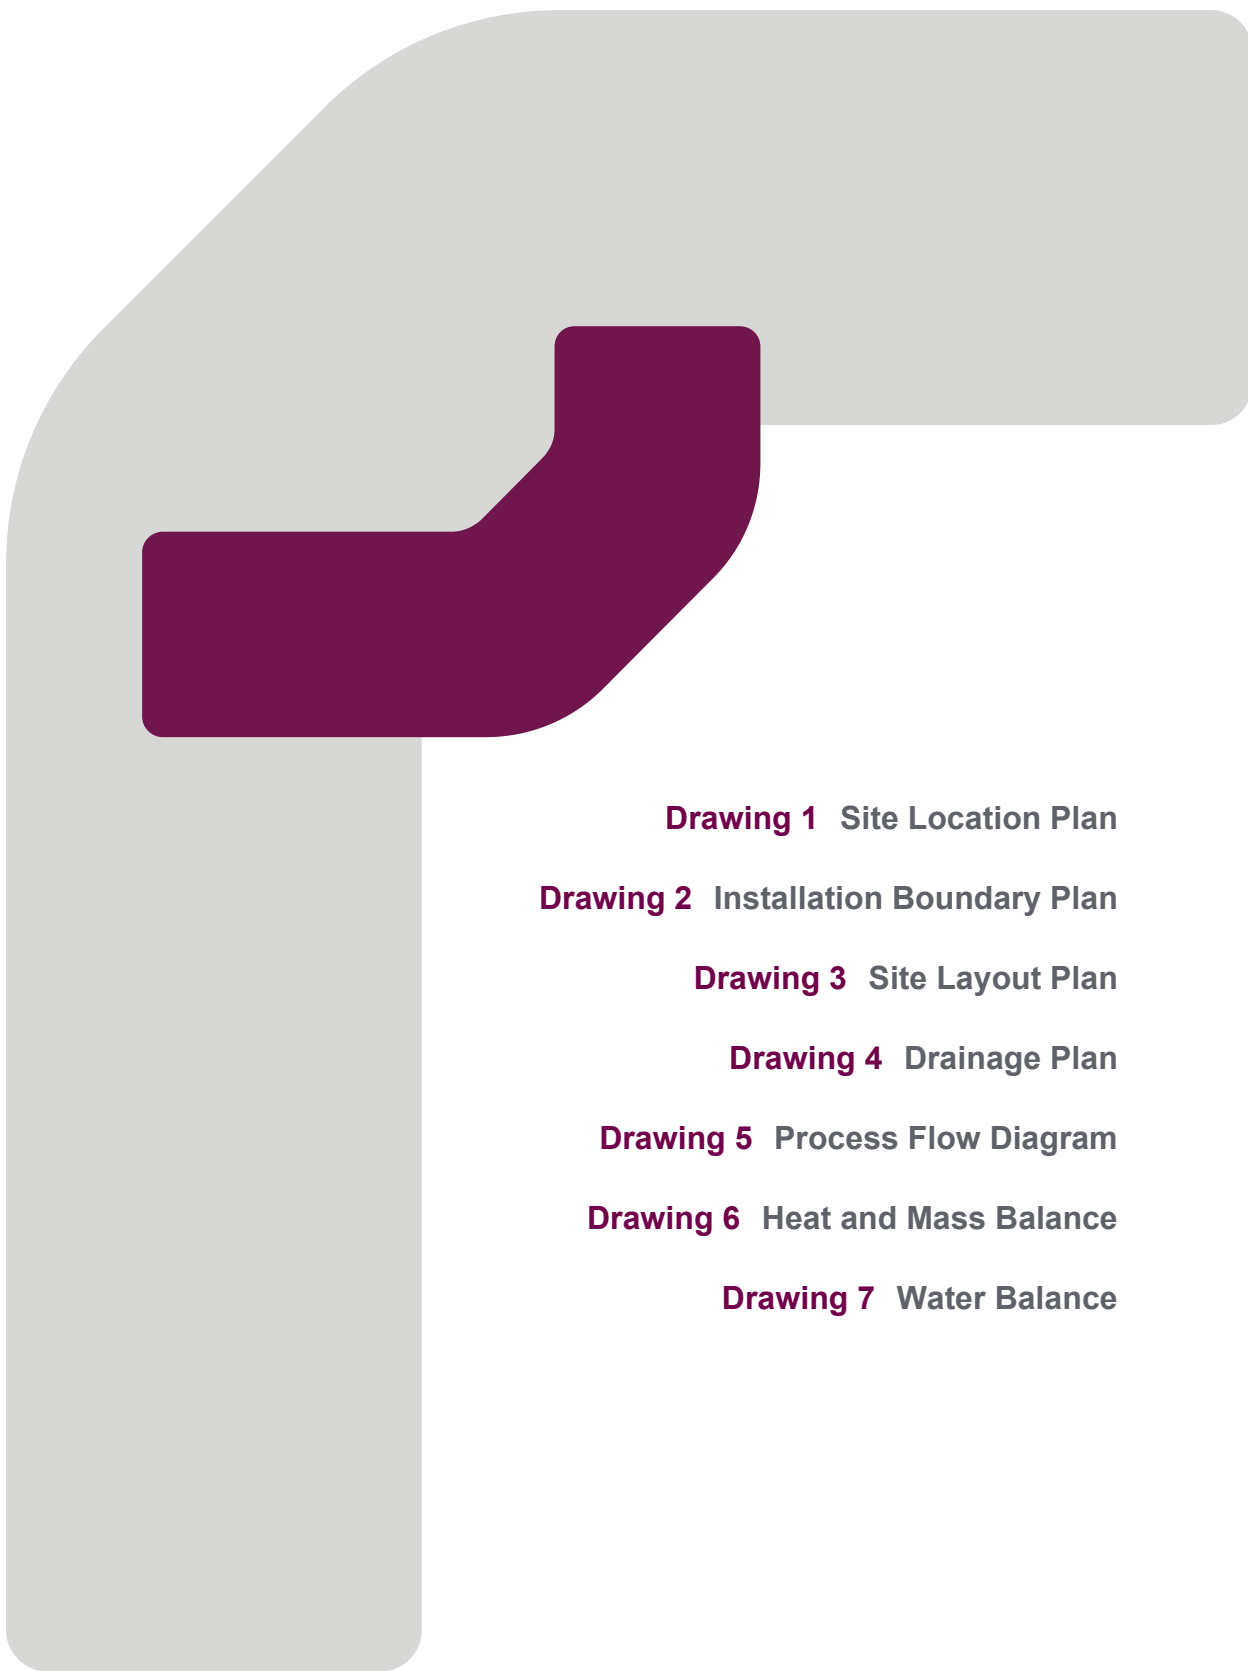 Drawing 1 Site Location Plan
Drawing 2 Installation Boundary Plan
Drawing 3 Site Layout Plan
Drawing 4 Drainage Plan
Drawing 5 Process Flow Diagram
Drawing 6 Heat and Mass Balance
Drawing 7 Water Balance